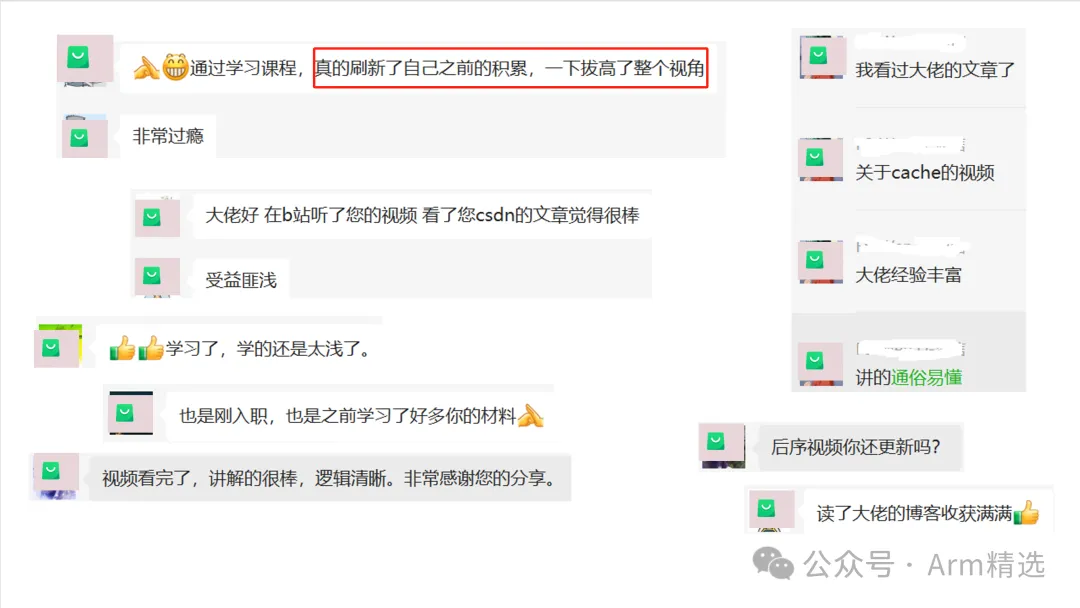 通过学习课程，真的刷新了自己之前的积累，一下拔高了整个视角
非常过瘾
大佬好 在b站听了您的视频 看了您csdn的文章觉得很棒
受益匪浅
学习了，学的还是太浅了。
也是刚入职，也是之前学习了好多你的材料
视频看完了，讲解的很棒，逻辑清晰。非常感谢您的分享。
我看过大佬的文章了
关于cache的视频
大佬经验丰富
讲的通俗易懂
后序视频你还更新吗?
读了大佬的博客收获满满
公众号 · Arm精选